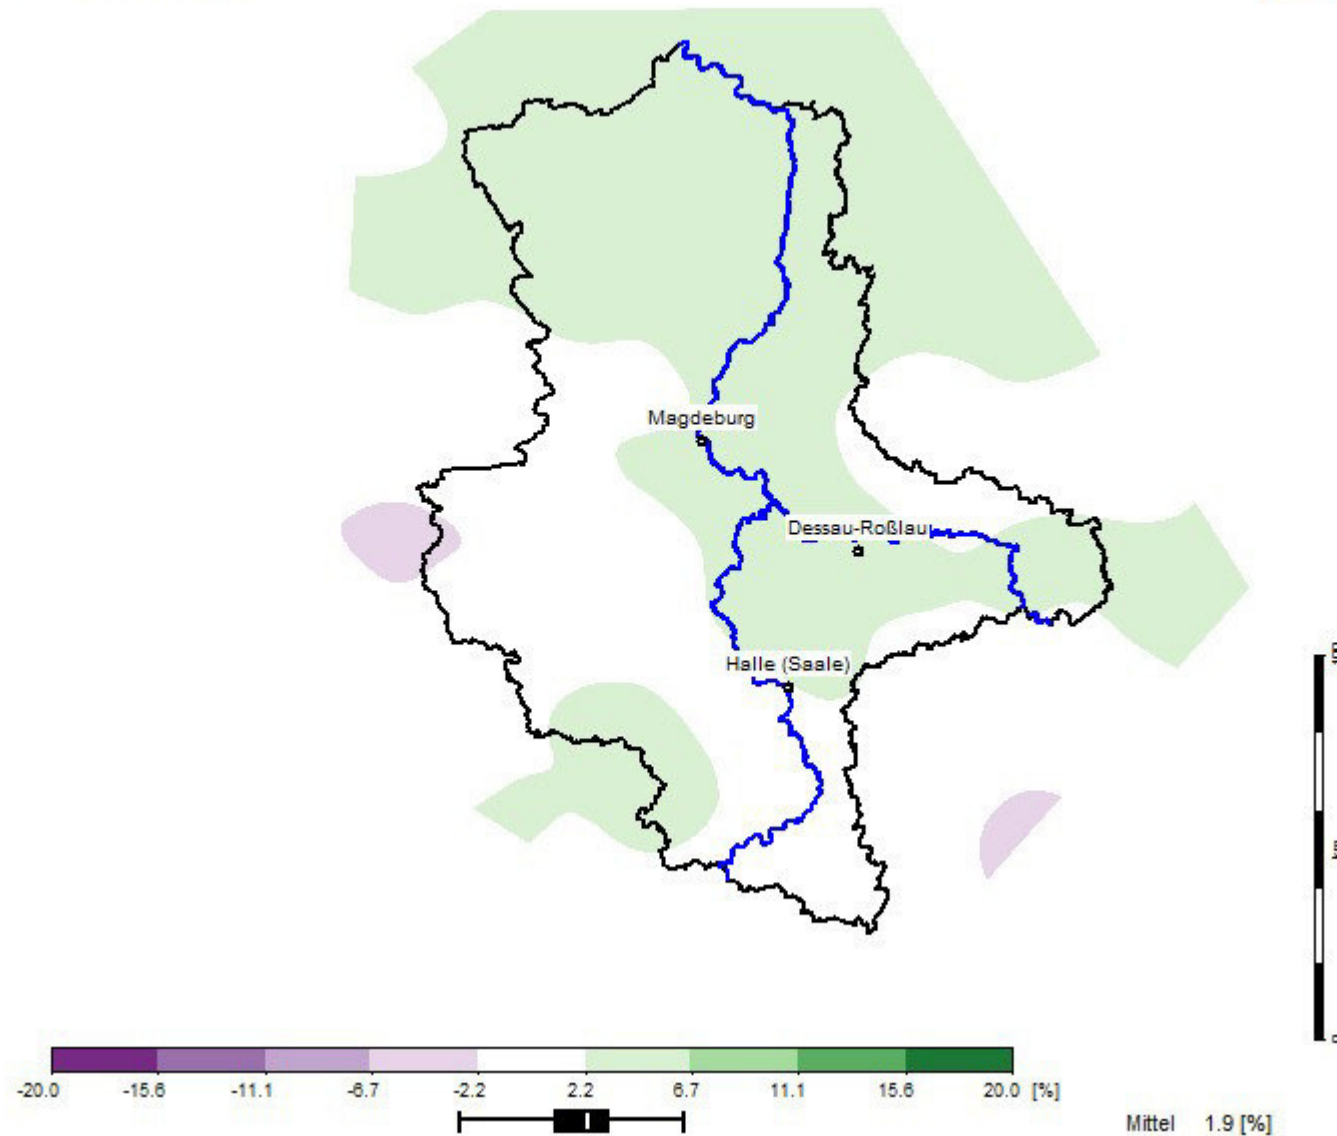 Magdeburg
Dessau-Roßlau
Halle (Saale)
-20.0 -15.6 -11.1 -6.7 -2.2 2.2 6.7 11.1 15.6 20.0 [%]
Mittel 1.9 [%]